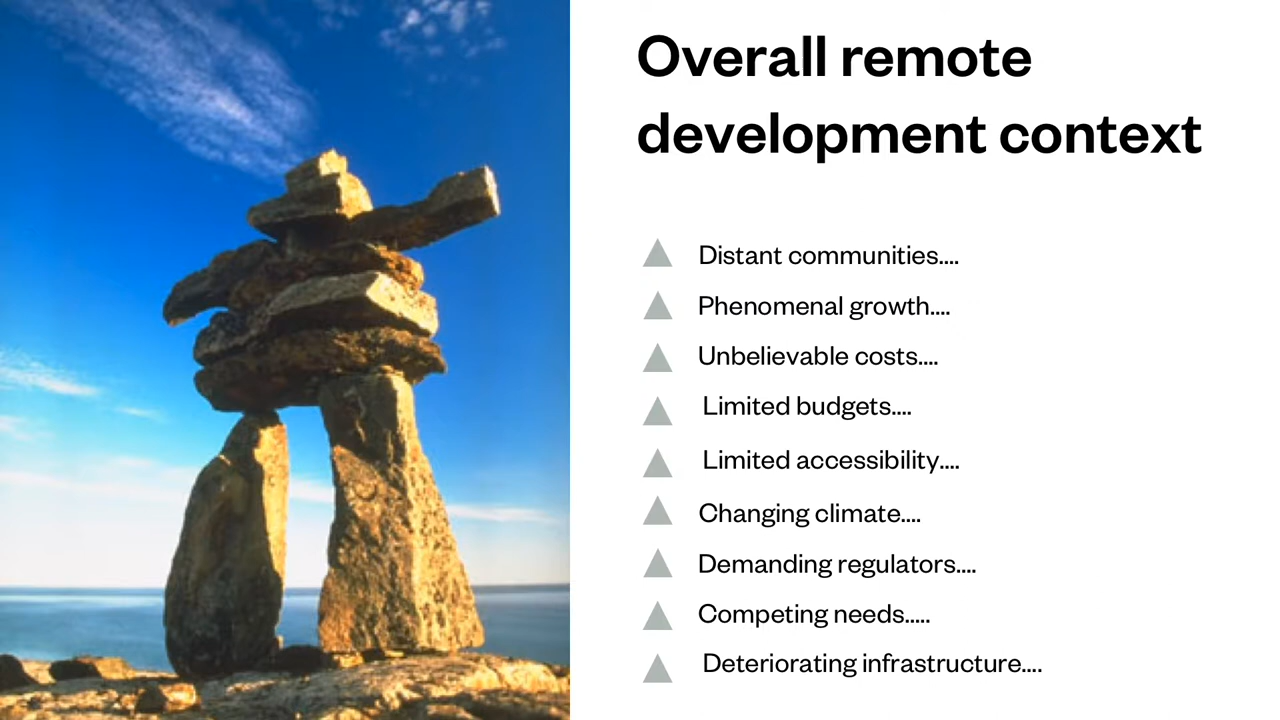 Overall remote
development context
Distant communities....
Phenomenal growth....
Unbelievable costs....
Limited budgets....
Limited accessibility....
Changing climate....
Demanding regulators....
Competing needs.....
Deteriorating infrastructure....